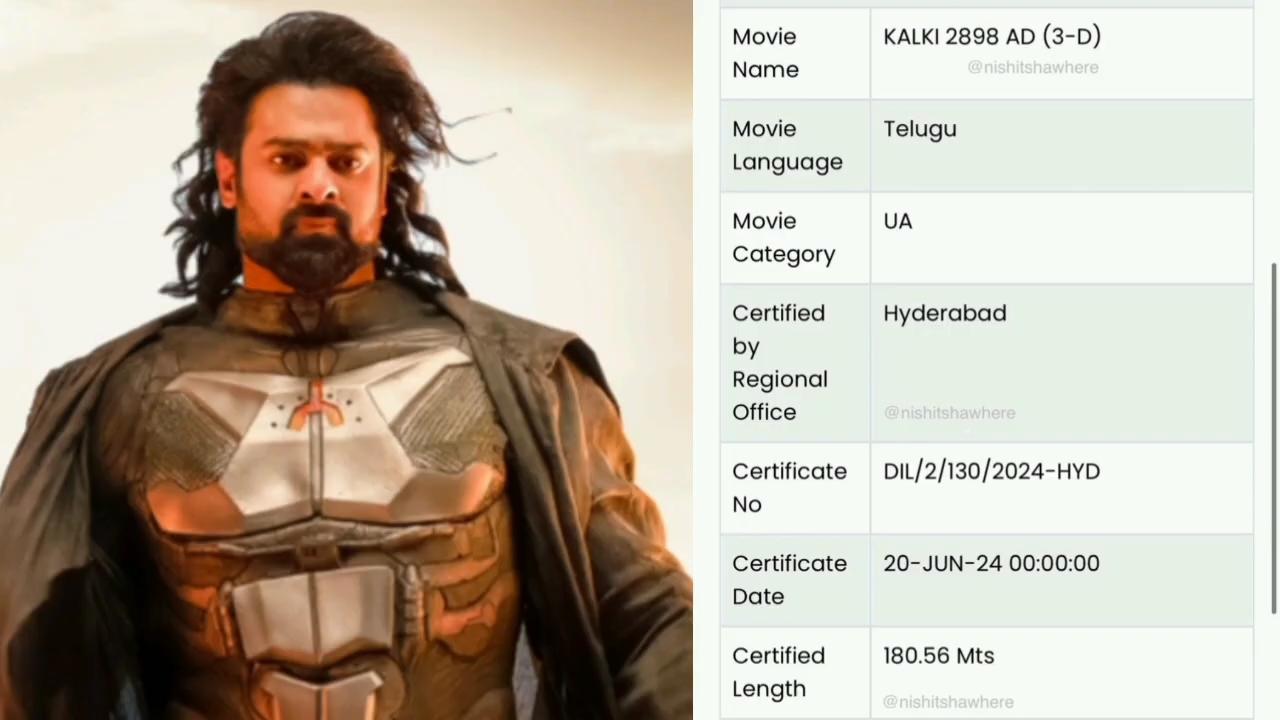 Movie
Name
KALKI 2898 AD (3-D)
@nishitshawhere
Movie
Language
Telugu
Movie
Category
UA
Certified
by
Regional
Office
Hyderabad
@nishitshawhere
Certificate
No
DIL/2/130/2024-HYD
Certificate
Date
20-JUN-24 00:00:00
Certified
Length
180.56 Mts
@nishitshawhere